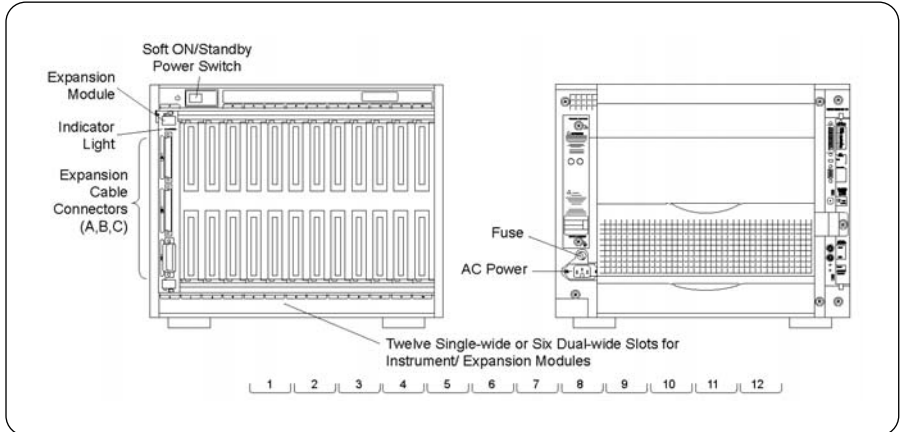 Soft ON/Standby
Power Switch
Expansion
Module
Indicator
Light
Expansion
Cable
Connectors
(A,B,C)
Fuse
AC Power
Twelve Single-wide or Six Dual-wide Slots for
Instrument/ Expansion Modules
1 2 3 4 5 6 7 8 9 10 11 12